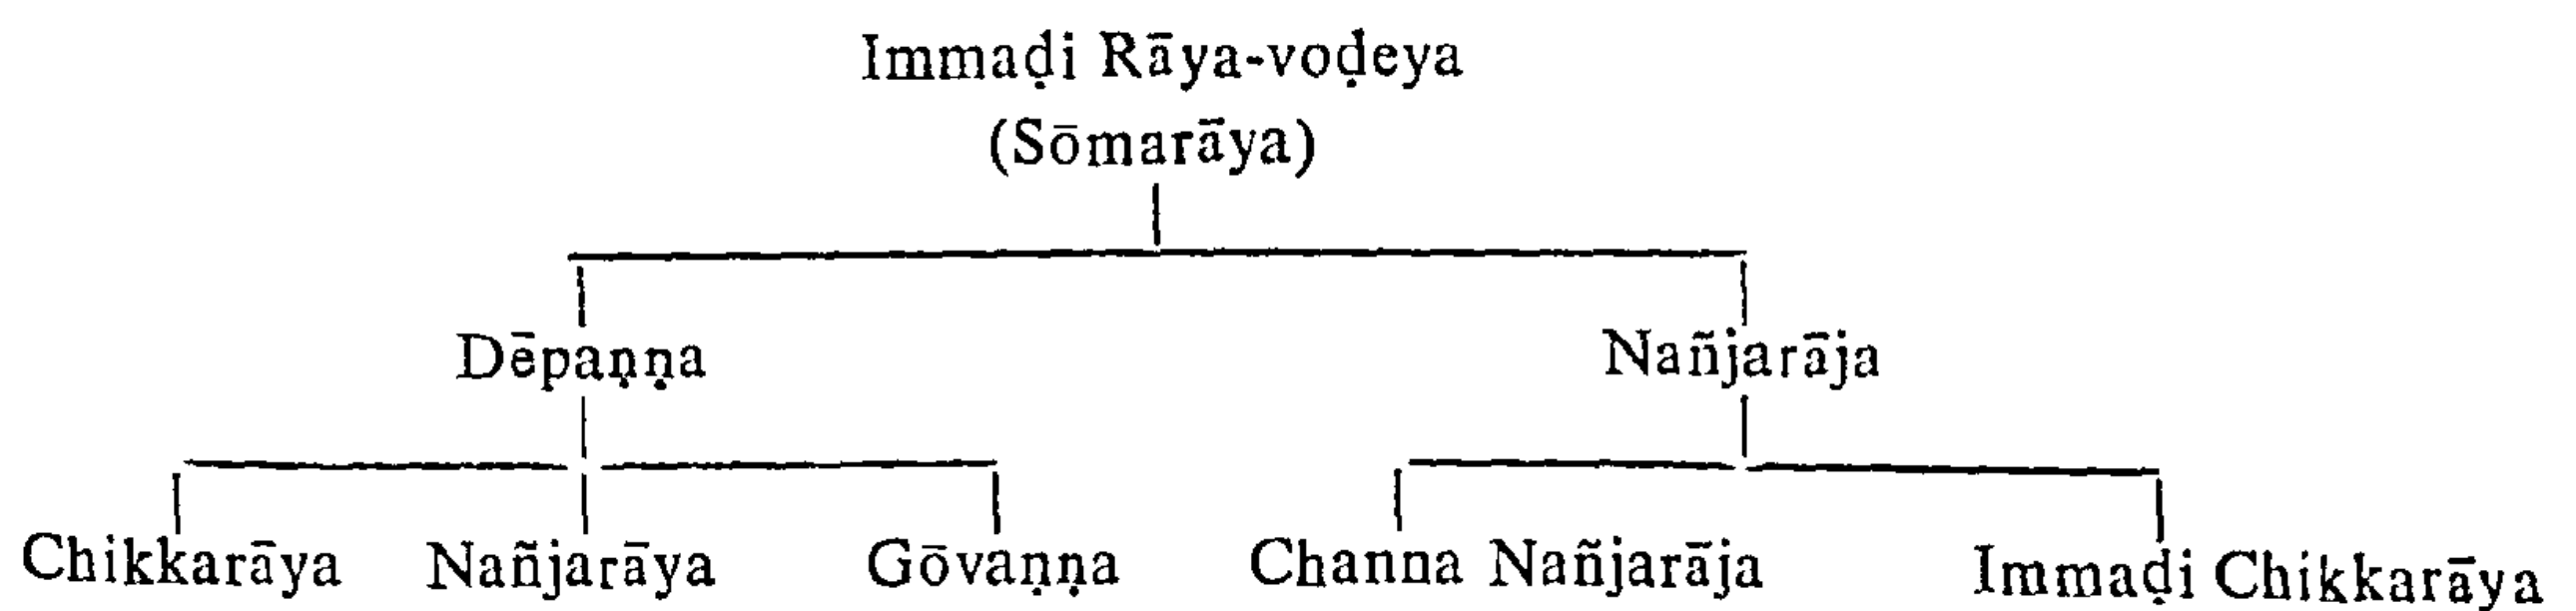 Immaḍi Rāya-voḍeya
(Sōmarāya)
Dēpaṇṇa Nañjarāja
Chikkarāya Nañjarāya Gōvaṇṇa Channa Nañjarāja Immaḍi Chikkarāya